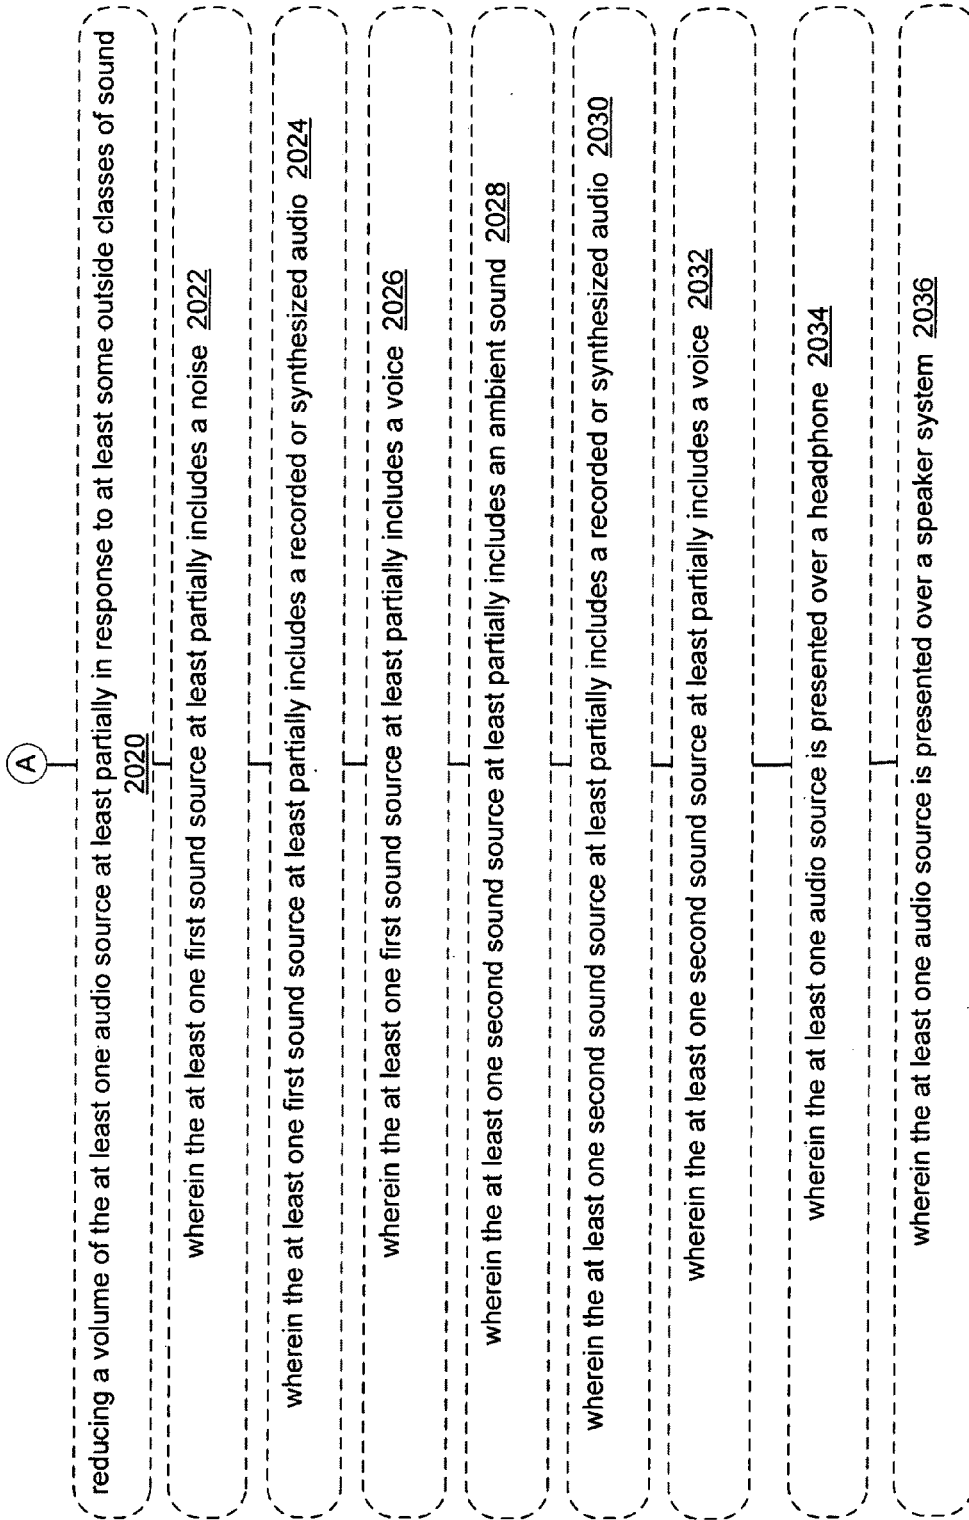 A
reducing a volume of the at least one audio source at least partially in response to at least some outside classes of sound
2020
wherein the at least one first sound source at least partially includes a noise 2022
wherein the at least one first sound source at least partially includes a recorded or synthesized audio 2024
wherein the at least one first sound source at least partially includes a voice 2026
wherein the at least one second sound source at least partially includes an ambient sound 2028
wherein the at least one second sound source at least partially includes a recorded or synthesized audio 2030
wherein the at least one second sound source at least partially includes a voice 2032
wherein the at least one audio source is presented over a headphone 2034
wherein the at least one audio source is presented over a speaker system 2036